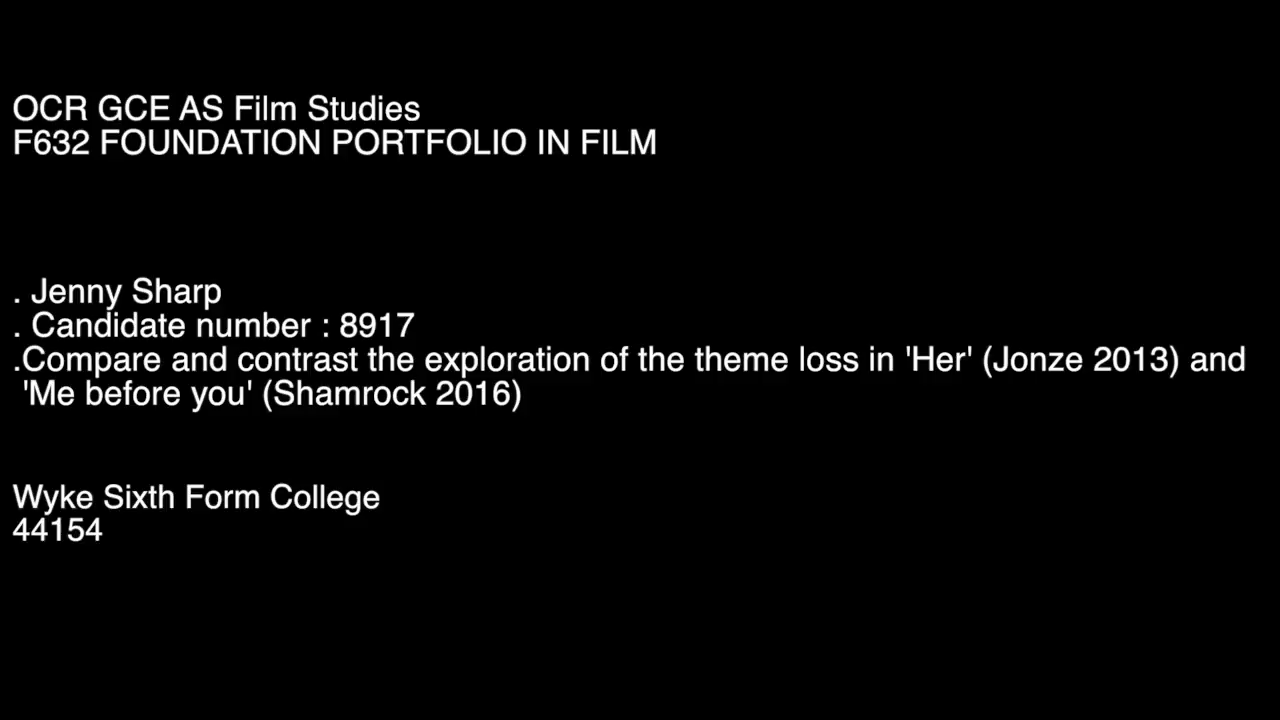 OCR GCE AS Film Studies
F632 FOUNDATION PORTFOLIO IN FILM
. Jenny Sharp
. Candidate number : 8917
.Compare and contrast the exploration of the theme loss in 'Her' (Jonze 2013) and
'Me before you' (Shamrock 2016)
Wyke Sixth Form College
44154